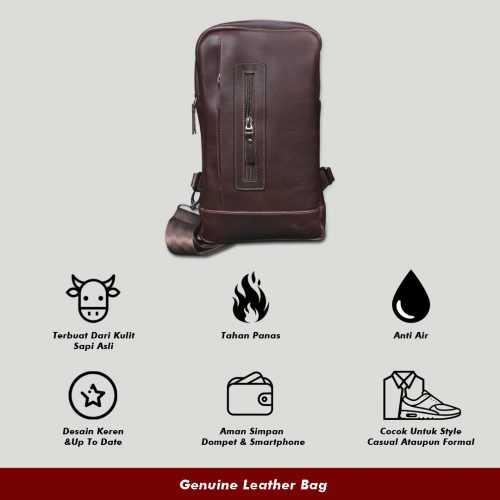 Terbuat Dari Kulit
Sapi Asli
Tahan Panas
Anti Air
Desain Keren
&Up To Date
Aman Simpan
Dompet & Smartphone
Cocok Untuk Style
Casual Ataupun Formal
Genuine Leather Bag